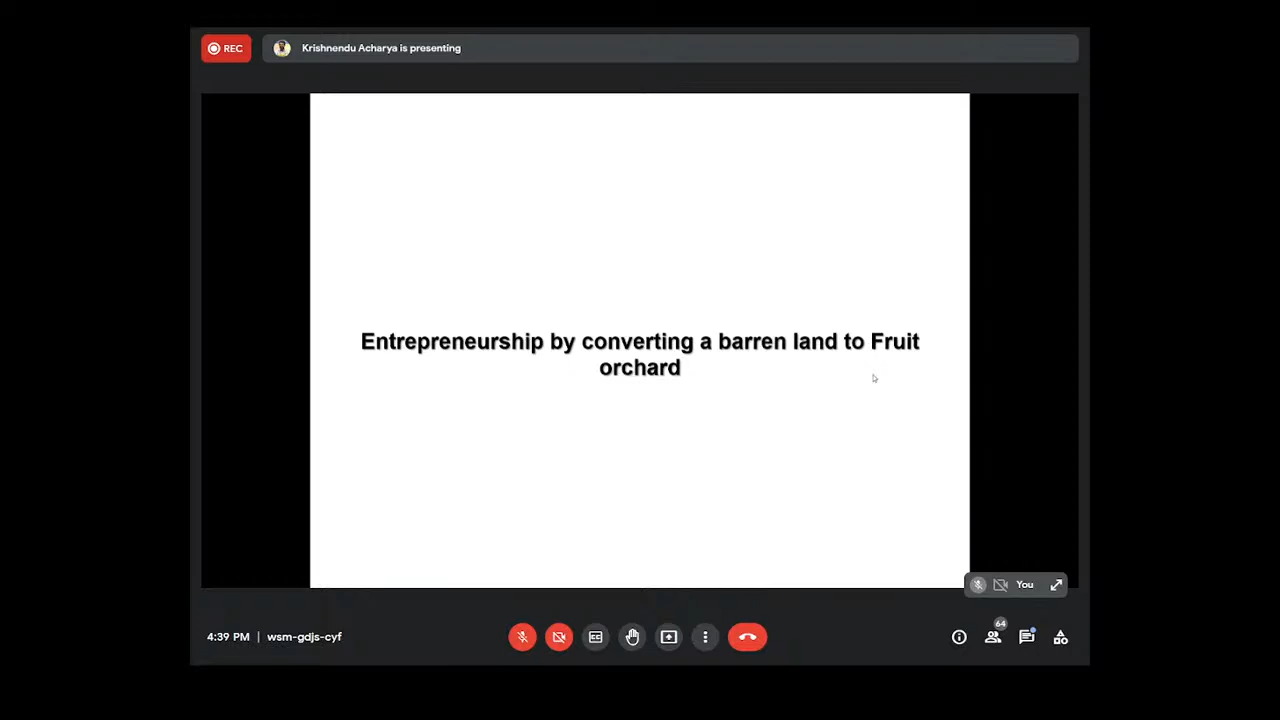 REC
Krishnendu Acharya is presenting
Entrepreneurship by converting a barren land to Fruit
orchard
You
4:39 PM | wsm-gdjs-cyf
64